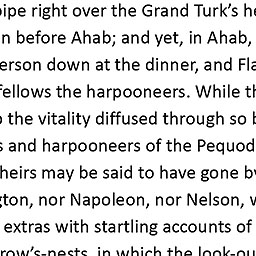 pipe right over the Grand Turk's he
n before Ahab; and yet, in Ahab,
erson down at the dinner, and Fla
fellows the harpooneers. While th
the vitality diffused through so b
s and harpooneers of the Pequod
heirs may be said to have gone by
gton, nor Napoleon, nor Nelson, w
extras with startling accounts of
row's-nests, in which the look-ou